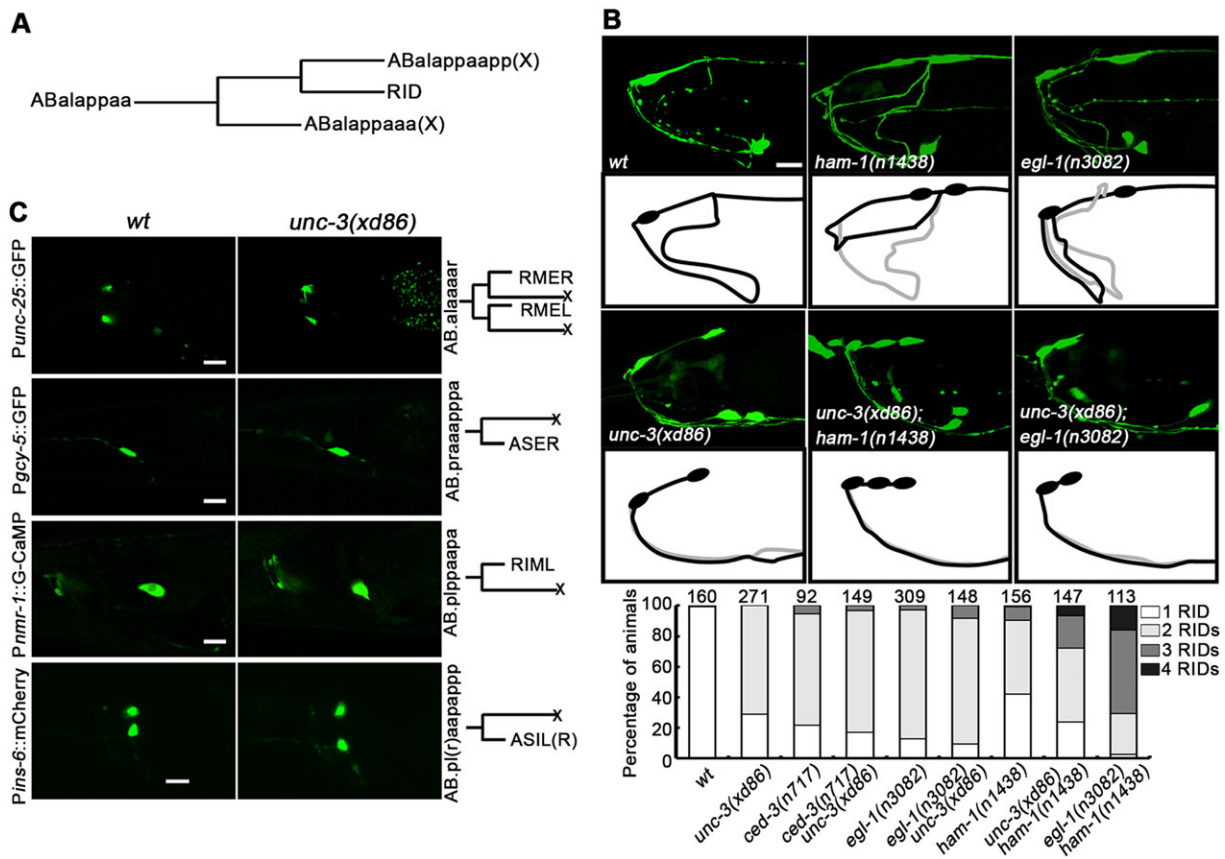 A
ABalappaa
ABalappaapp(X)
RID
ABalappaaa(X)
B
wt
ham-1(n1438)
egl-1(n3082)
unc-3(xd86)
unc-3(xd86);
ham-1(n1438)
unc-3(xd86);
egl-1(n3082)
160 271 92 149 309 148 156 147 113
Percentage of animals
100
80
60
40
20
0
1 RID
2 RIDs
3 RIDs
4 RIDs
wt
unc-3(xd86)
ced-3(n717)
ced-3(n717)
unc-3(xd86)
egl-1(n3082)
egl-1(n3082)
unc-3(xd86)
ham-1(n1438)
unc-3(xd86)
ham-1(n1438)
egl-1(n3082)
ham-1(n1438)
C
wt
unc-3(xd86)
Punc-25::GFP
AB.alaaaaar
RMER
X
RMEL
X
Pgcy-5::GFP
AB.praaapppa
X
ASER
Pnmr-1::G-CaMP
AB.plppaapa
RIML
X
Pins-6::mCherry
AB.pl(r)aapappp
X
ASIL(R)